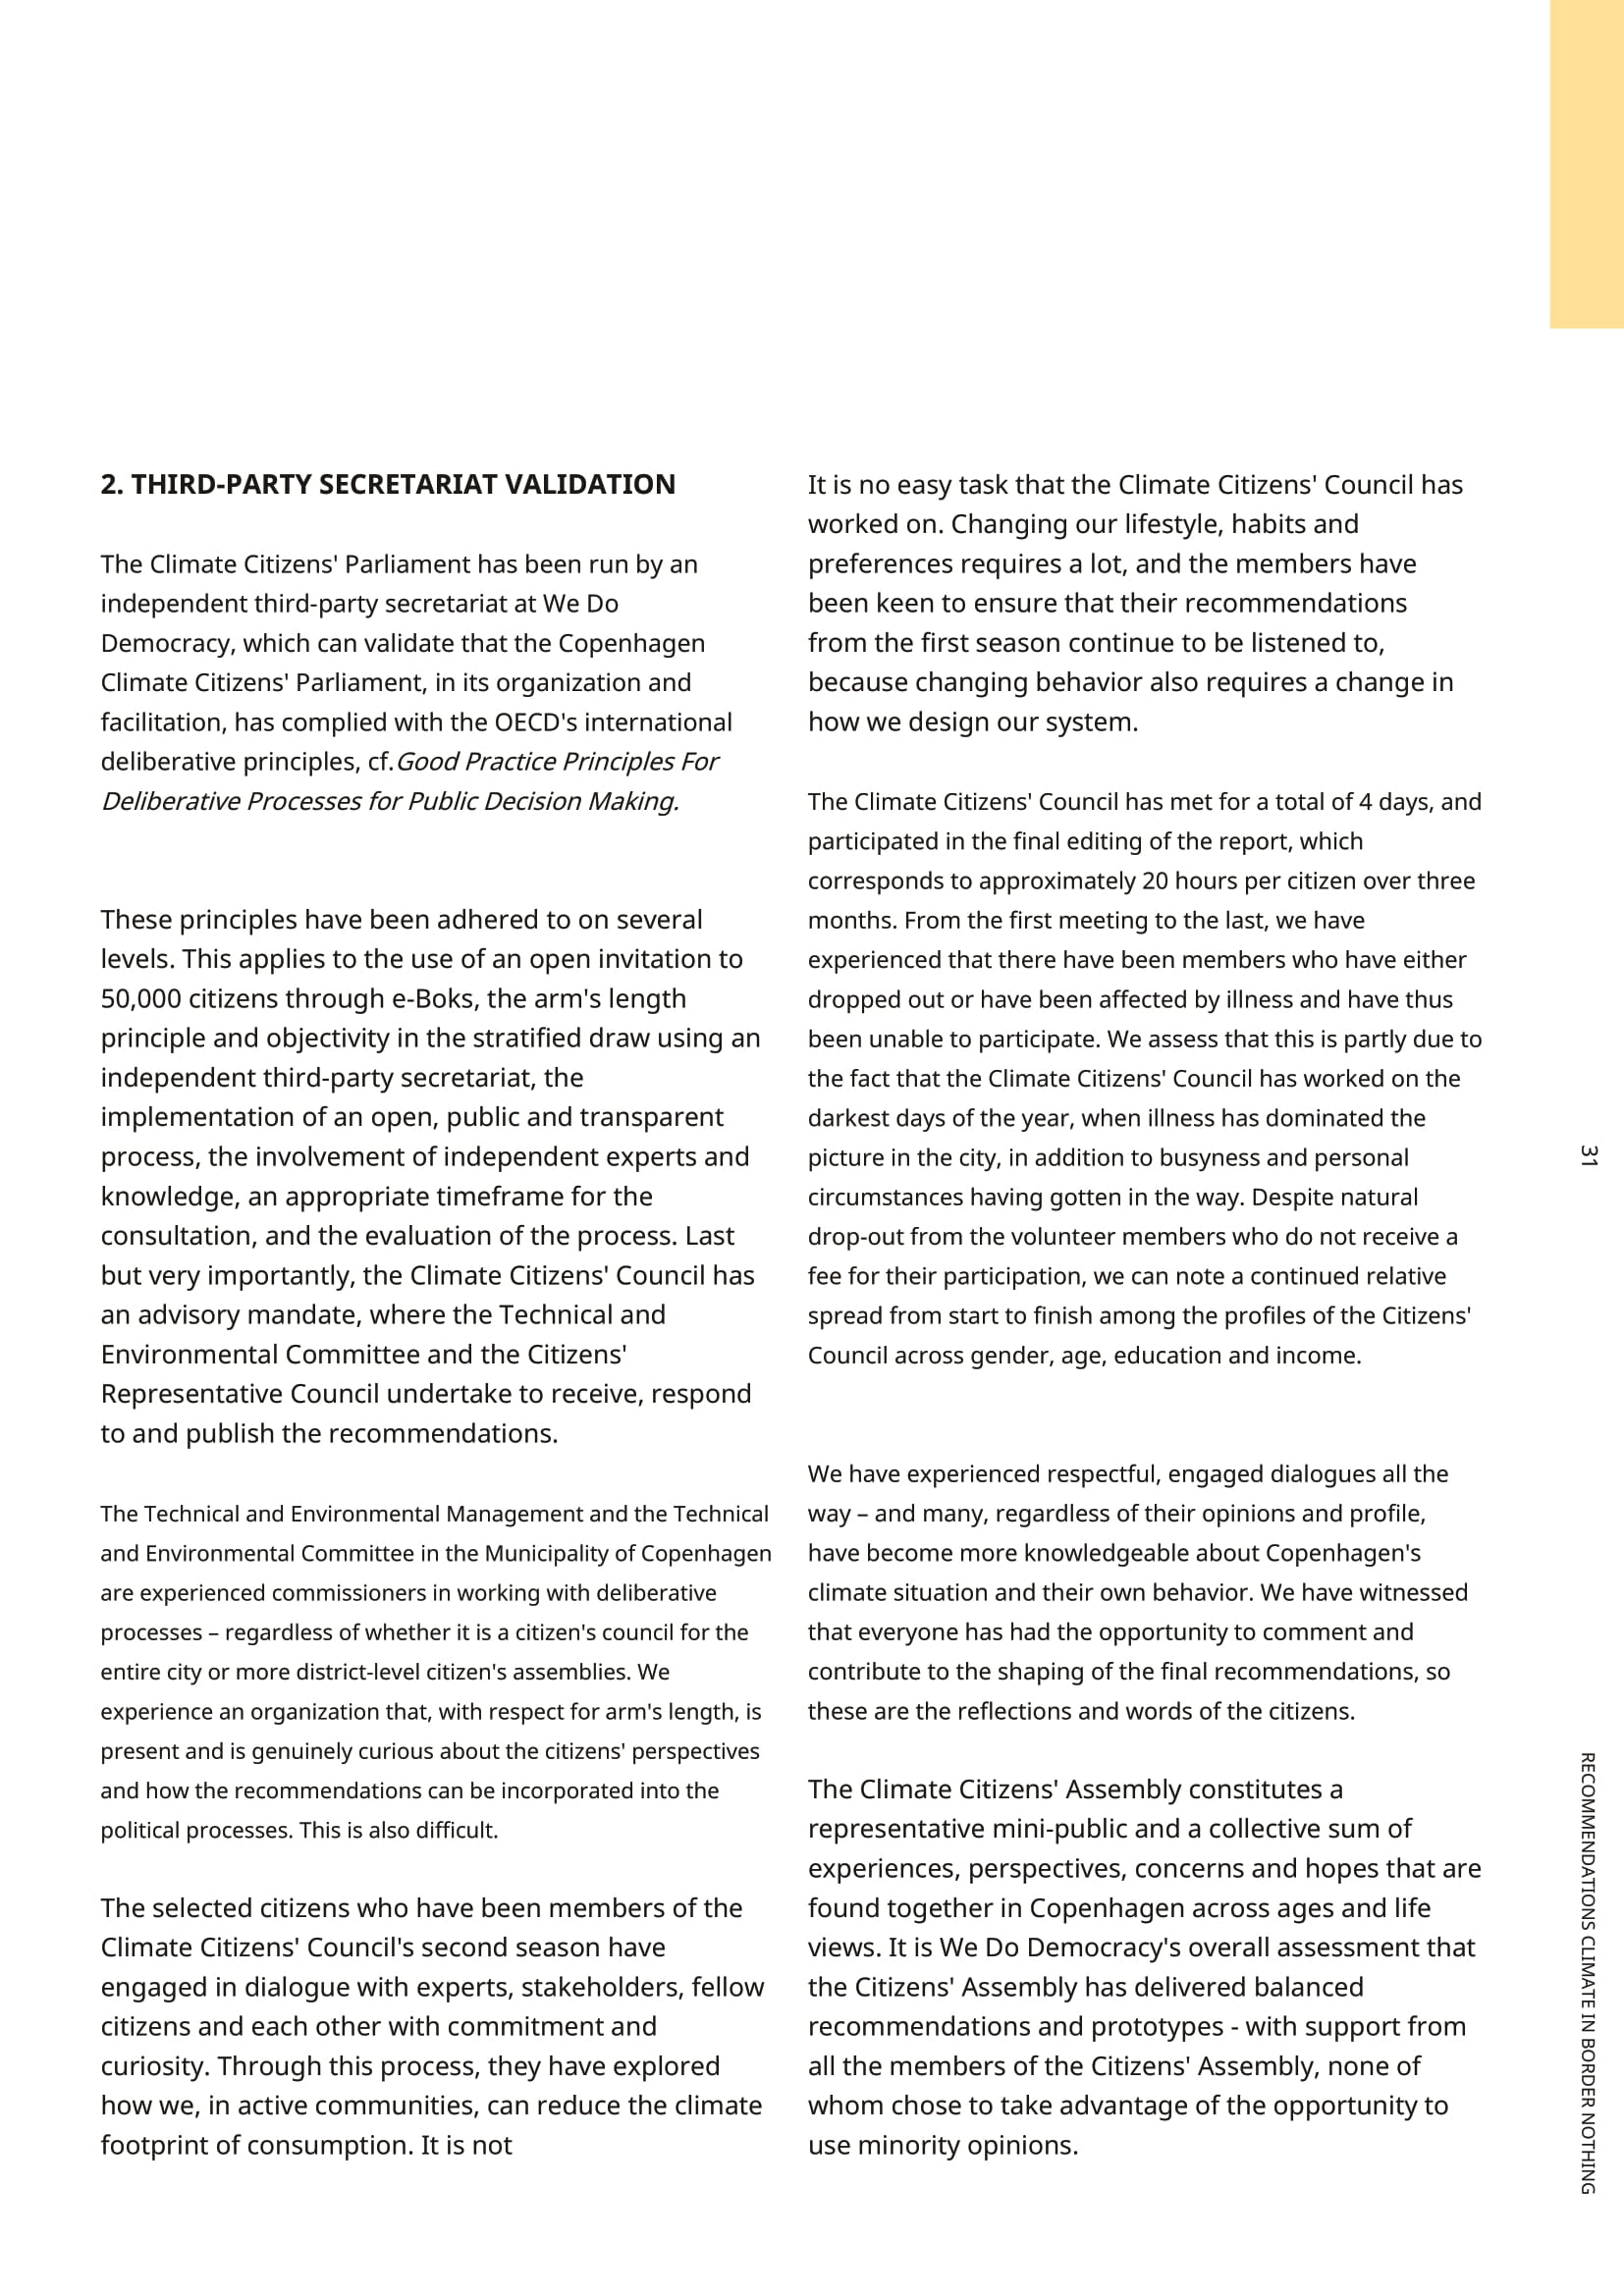 2. THIRD-PARTY SECRETARIAT VALIDATION
The Climate Citizens' Parliament has been run by an
independent third-party secretariat at We Do
Democracy, which can validate that the Copenhagen
Climate Citizens' Parliament, in its organization and
facilitation, has complied with the OECD's international
deliberative principles, cf.Good Practice Principles For
Deliberative Processes for Public Decision Making.
These principles have been adhered to on several
levels. This applies to the use of an open invitation to
50,000 citizens through e-Boks, the arm's length
principle and objectivity in the stratified draw using an
independent third-party secretariat, the
implementation of an open, public and transparent
process, the involvement of independent experts and
knowledge, an appropriate timeframe for the
consultation, and the evaluation of the process. Last
but very importantly, the Climate Citizens' Council has
an advisory mandate, where the Technical and
Environmental Committee and the Citizens'
Representative Council undertake to receive, respond
to and publish the recommendations.
The Technical and Environmental Management and the Technical
and Environmental Committee in the Municipality of Copenhagen
are experienced commissioners in working with deliberative
processes – regardless of whether it is a citizen's council for the
entire city or more district-level citizen's assemblies. We
experience an organization that, with respect for arm's length, is
present and is genuinely curious about the citizens' perspectives
and how the recommendations can be incorporated into the
political processes. This is also difficult.
The selected citizens who have been members of the
Climate Citizens' Council's second season have
engaged in dialogue with experts, stakeholders, fellow
citizens and each other with commitment and
curiosity. Through this process, they have explored
how we, in active communities, can reduce the climate
footprint of consumption. It is not
It is no easy task that the Climate Citizens' Council has
worked on. Changing our lifestyle, habits and
preferences requires a lot, and the members have
been keen to ensure that their recommendations
from the first season continue to be listened to,
because changing behavior also requires a change in
how we design our system.
The Climate Citizens' Council has met for a total of 4 days, and
participated in the final editing of the report, which
corresponds to approximately 20 hours per citizen over three
months. From the first meeting to the last, we have
experienced that there have been members who have either
dropped out or have been affected by illness and have thus
been unable to participate. We assess that this is partly due to
the fact that the Climate Citizens' Council has worked on the
darkest days of the year, when illness has dominated the
picture in the city, in addition to busyness and personal
circumstances having gotten in the way. Despite natural
drop-out from the volunteer members who do not receive a
fee for their participation, we can note a continued relative
spread from start to finish among the profiles of the Citizens'
Council across gender, age, education and income.
We have experienced respectful, engaged dialogues all the
way – and many, regardless of their opinions and profile,
have become more knowledgeable about Copenhagen's
climate situation and their own behavior. We have witnessed
that everyone has had the opportunity to comment and
contribute to the shaping of the final recommendations, so
these are the reflections and words of the citizens.
The Climate Citizens' Assembly constitutes a
representative mini-public and a collective sum of
experiences, perspectives, concerns and hopes that are
found together in Copenhagen across ages and life
views. It is We Do Democracy's overall assessment that
the Citizens' Assembly has delivered balanced
recommendations and prototypes - with support from
all the members of the Citizens' Assembly, none of
whom chose to take advantage of the opportunity to
use minority opinions.
31
RECOMMENDATIONS CLIMATE IN BORDER NOTHING